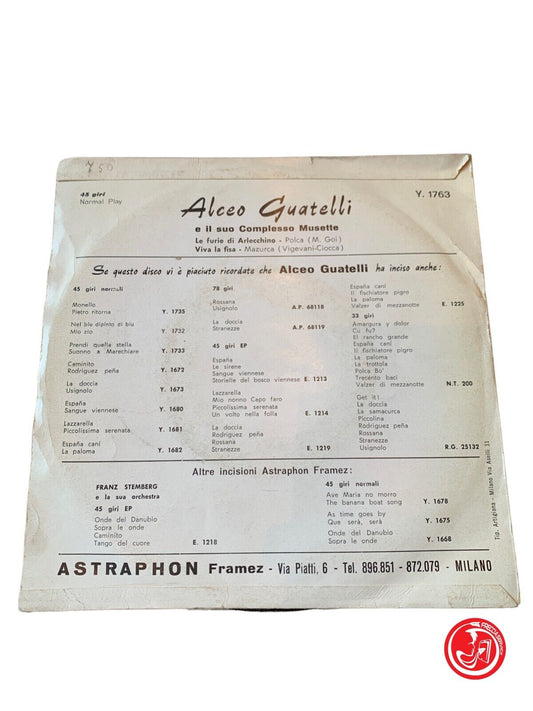 750
45 giri
Normal Play
Y. 1763
Alceo Guatelli
e il suo Complesso Musette
Le furie di Arlecchino - Polca (M. Goi)
Viva la fisa - Mazurca (Vigevani-Ciocca)
Se questo disco vi è piaciuto ricordate che Alceo Guatelli ha inciso anche:
45 giri normali
Monello
Pietro ritorna Y. 1735
Nel blu dipinto di blu
Mio zio Y. 1732
Prendi quella stella
Suonno a Marechiare Y. 1733
Caminito
Rodriguez peña Y. 1672
La doccia
Usignolo Y. 1673
España
Sangue viennese Y. 1680
Lazzarella
Piccolissima serenata Y. 1681
España canì
La paloma Y. 1682
78 giri
Rossana
Usignolo A.P. 68118
La doccia
Stranezze A.P. 68119
45 giri EP
España
Le sirene
Sangue viennese
Storielle del bosco viennese E. 1213
Lazzarella
Mio nonno Capo faro
Piccolissima serenata
Un volto nella folla E. 1214
La doccia
Rodriguez peña
Rossana
Stranezze E. 1219
España canì
Il fischiatore pigro
La paloma
Valzer di mezzanotte E. 1225
33 giri
Amargura y dolor
Cu fu?
El rancho grande
España canì
Il fischiatore pigro
La paloma
La trottola
Polca Bò'
Trecento baci
Valzer di mezzanotte N.T. 200
Get it!
La doccia
La samacurca
Piccolina
Rodriguez peña
Rossana
Stranezze
Usignolo R.G. 25132
Altre incisioni Astraphon Framez:
FRANZ STEMBERG
e la sua orchestra
45 giri EP
Onde del Danubio
Sopra le onde
Caminito
Tango del cuore E. 1218
45 giri normali
Ave Maria no morro
The banana boat song Y. 1678
As time goes by
Que serà, serà Y. 1675
Onde del Danubio
Sopra le onde Y. 1668
Tip. Artigiana - Milano Via Aselli 11
ASTRAPHON Framez - Via Piatti, 6 - Tel. 896.851 - 872.079 - MILANO